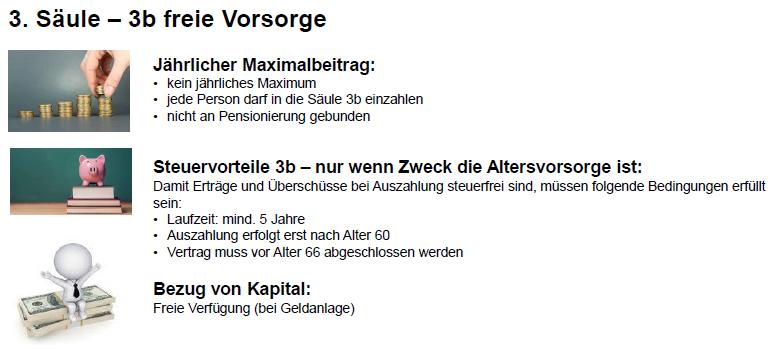 3. Säule – 3b freie Vorsorge
Jährlicher Maximalbeitrag:
• kein jährliches Maximum
• jede Person darf in die Säule 3b einzahlen
• nicht an Pensionierung gebunden
Steuervorteile 3b – nur wenn Zweck die Altersvorsorge ist:
Damit Erträge und Überschüsse bei Auszahlung steuerfrei sind, müssen folgende Bedingungen erfüllt
sein:
• Laufzeit: mind. 5 Jahre
• Auszahlung erfolgt erst nach Alter 60
• Vertrag muss vor Alter 66 abgeschlossen werden
Bezug von Kapital:
Freie Verfügung (bei Geldanlage)